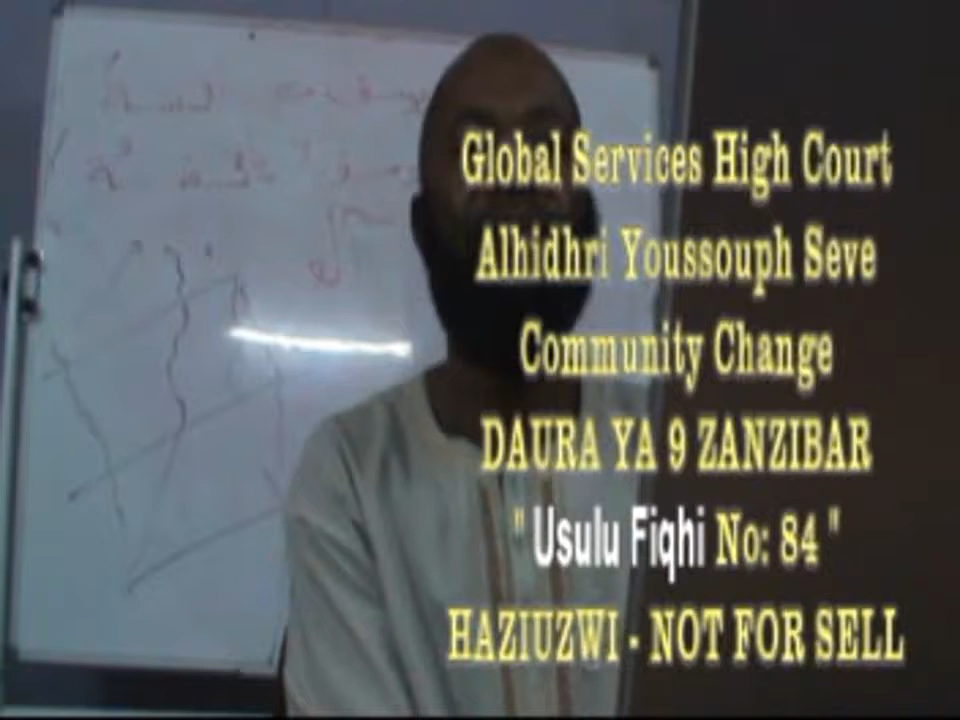 Global Services High Court
Alhidhri Youssouph Seve
Community Change
DAURA YA 9 ZANZIBAR
" Usulu Fiqhi No: 84 "
HAZIUZWI - NOT FOR SELL